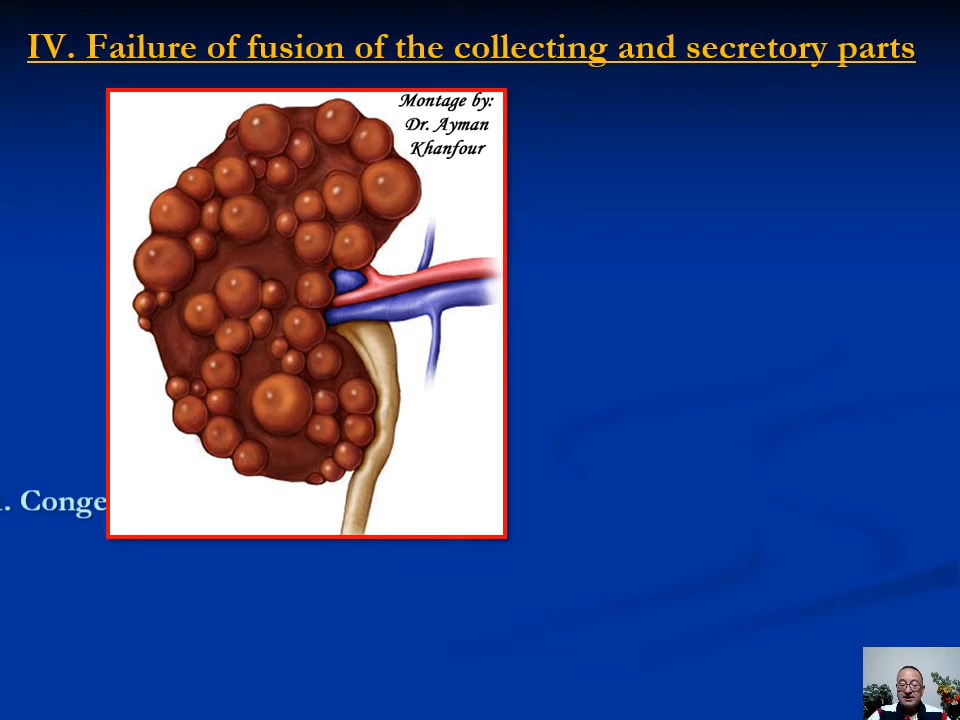 IV. Failure of fusion of the collecting and secretory parts
Montage by:
Dr. Ayman
Khanfour
. Conge